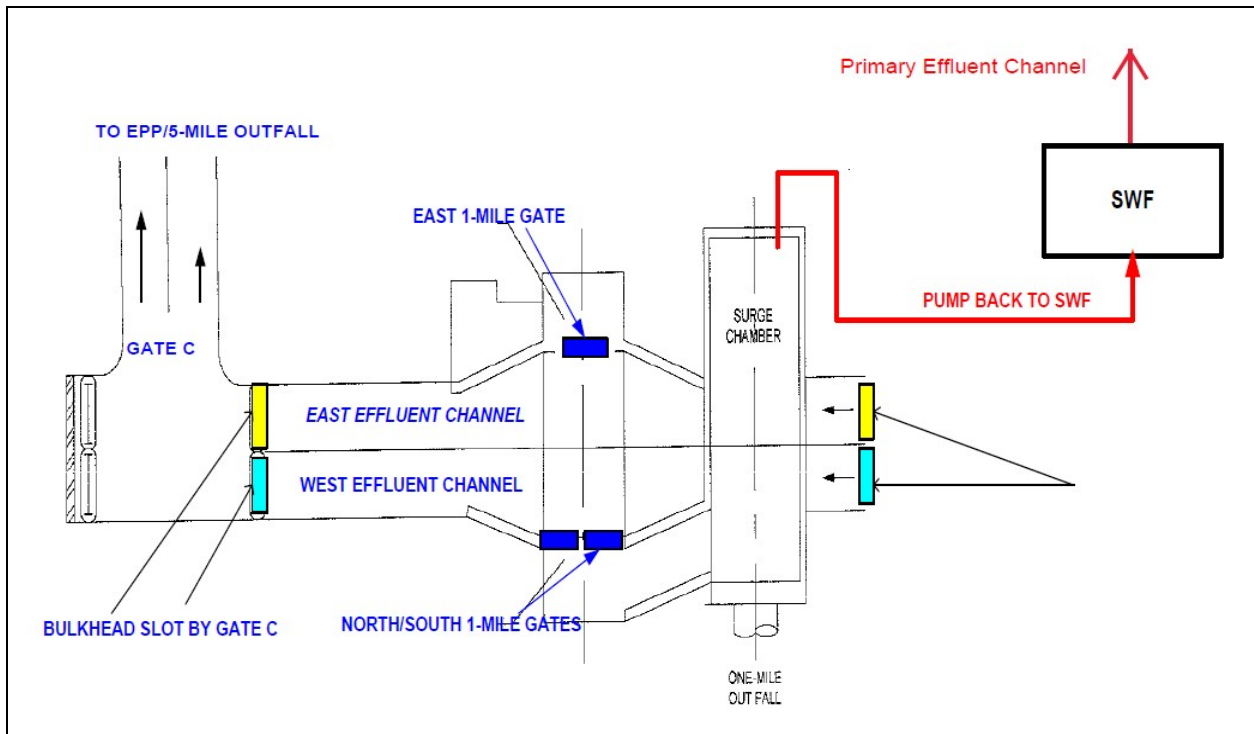 Primary Effluent Channel
TO EPP/5-MILE OUTFALL
SWF
EAST 1-MILE GATE
PUMP BACK TO SWF
SURGE
CHAMBER
GATE C
EAST EFFLUENT CHANNEL
WEST EFFLUENT CHANNEL
BULKHEAD SLOT BY GATE C
NORTH/SOUTH 1-MILE GATES
ONE-MILE
OUT FALL